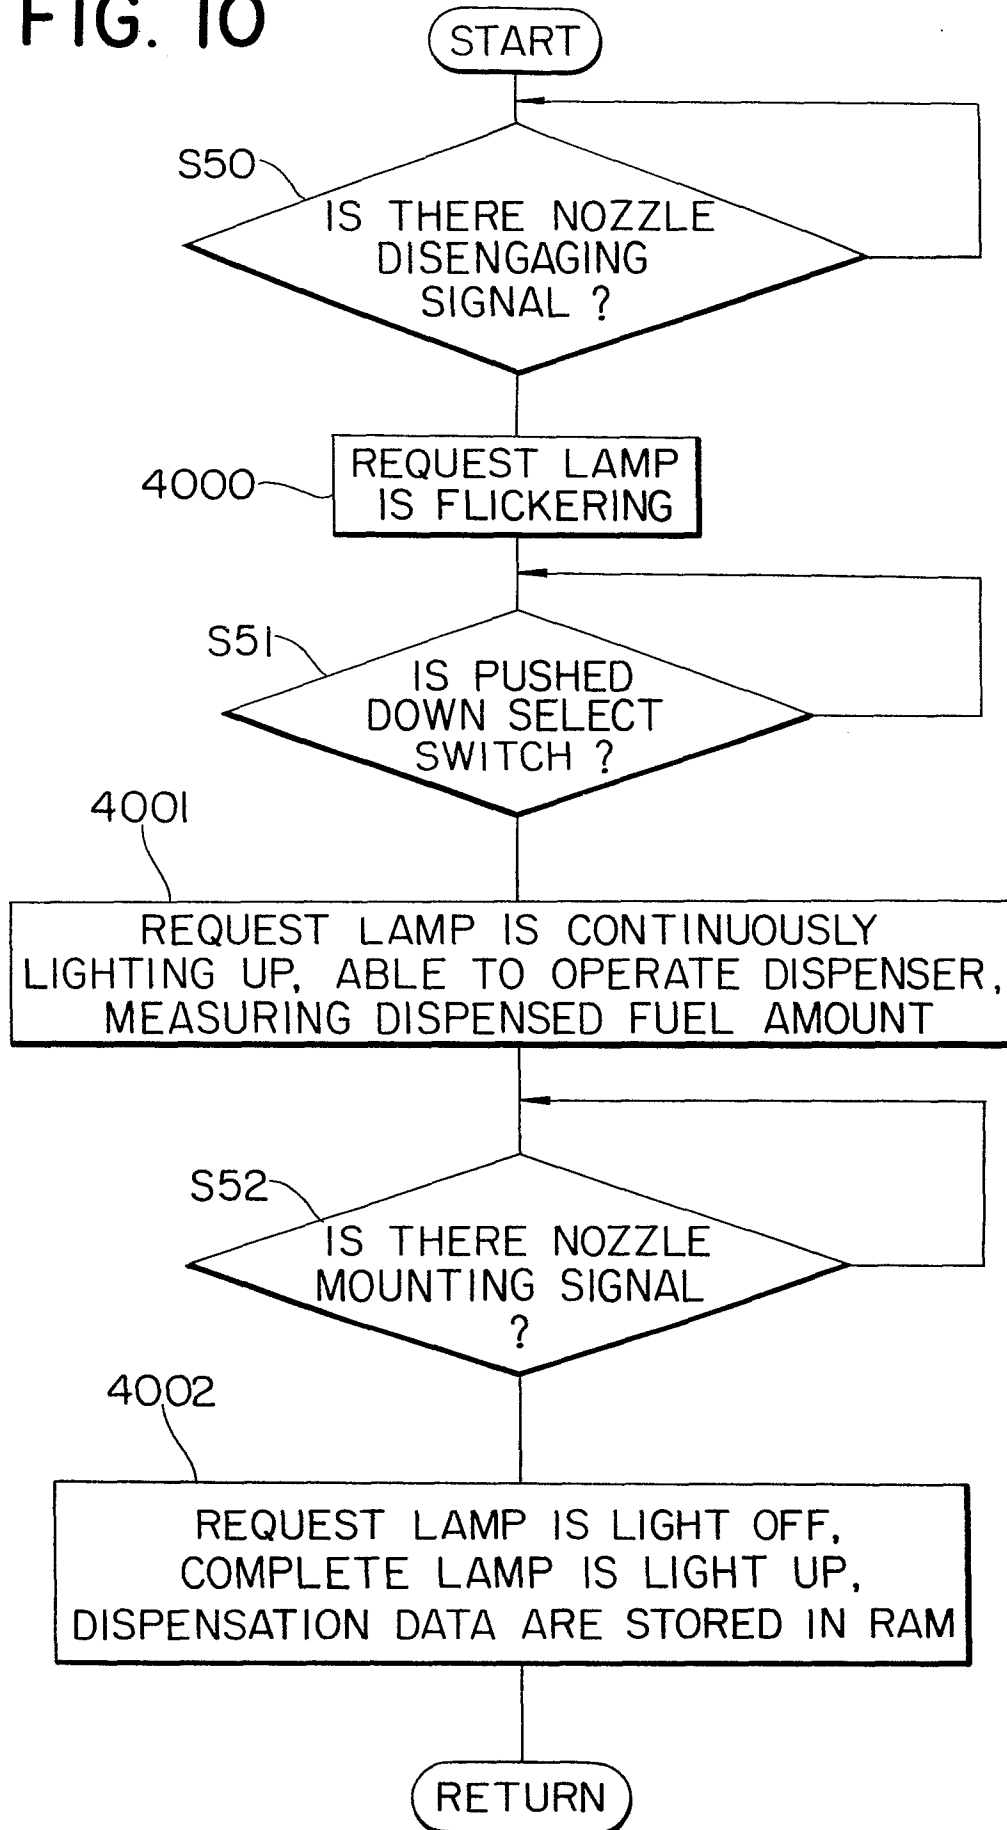 FIG. 10
START
S50
IS THERE NOZZLE
DISENGAGING
SIGNAL ?
4000
REQUEST LAMP
IS FLICKERING
S51
IS PUSHED
DOWN SELECT
SWITCH ?
4001
REQUEST LAMP IS CONTINUOUSLY
LIGHTING UP, ABLE TO OPERATE DISPENSER,
MEASURING DISPENSED FUEL AMOUNT
S52
IS THERE NOZZLE
MOUNTING SIGNAL
?
4002
REQUEST LAMP IS LIGHT OFF,
COMPLETE LAMP IS LIGHT UP,
DISPENSATION DATA ARE STORED IN RAM
RETURN